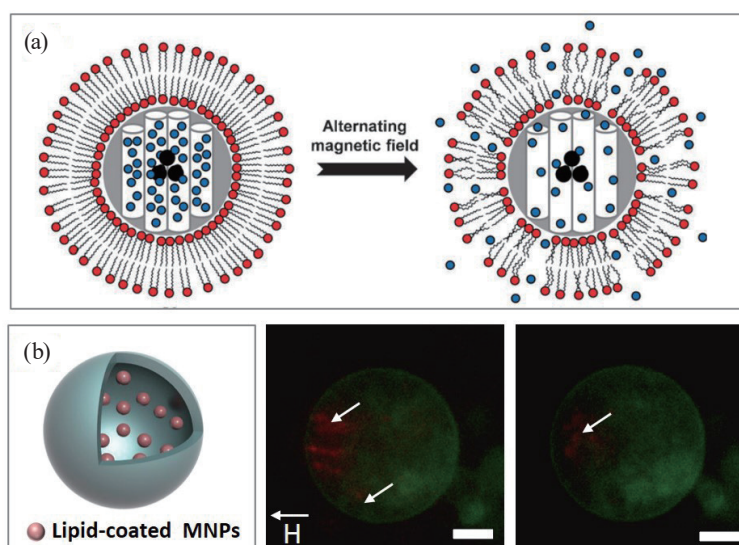 (a)
Alternating
magnetic field
(b)
Lipid-coated MNPs
H